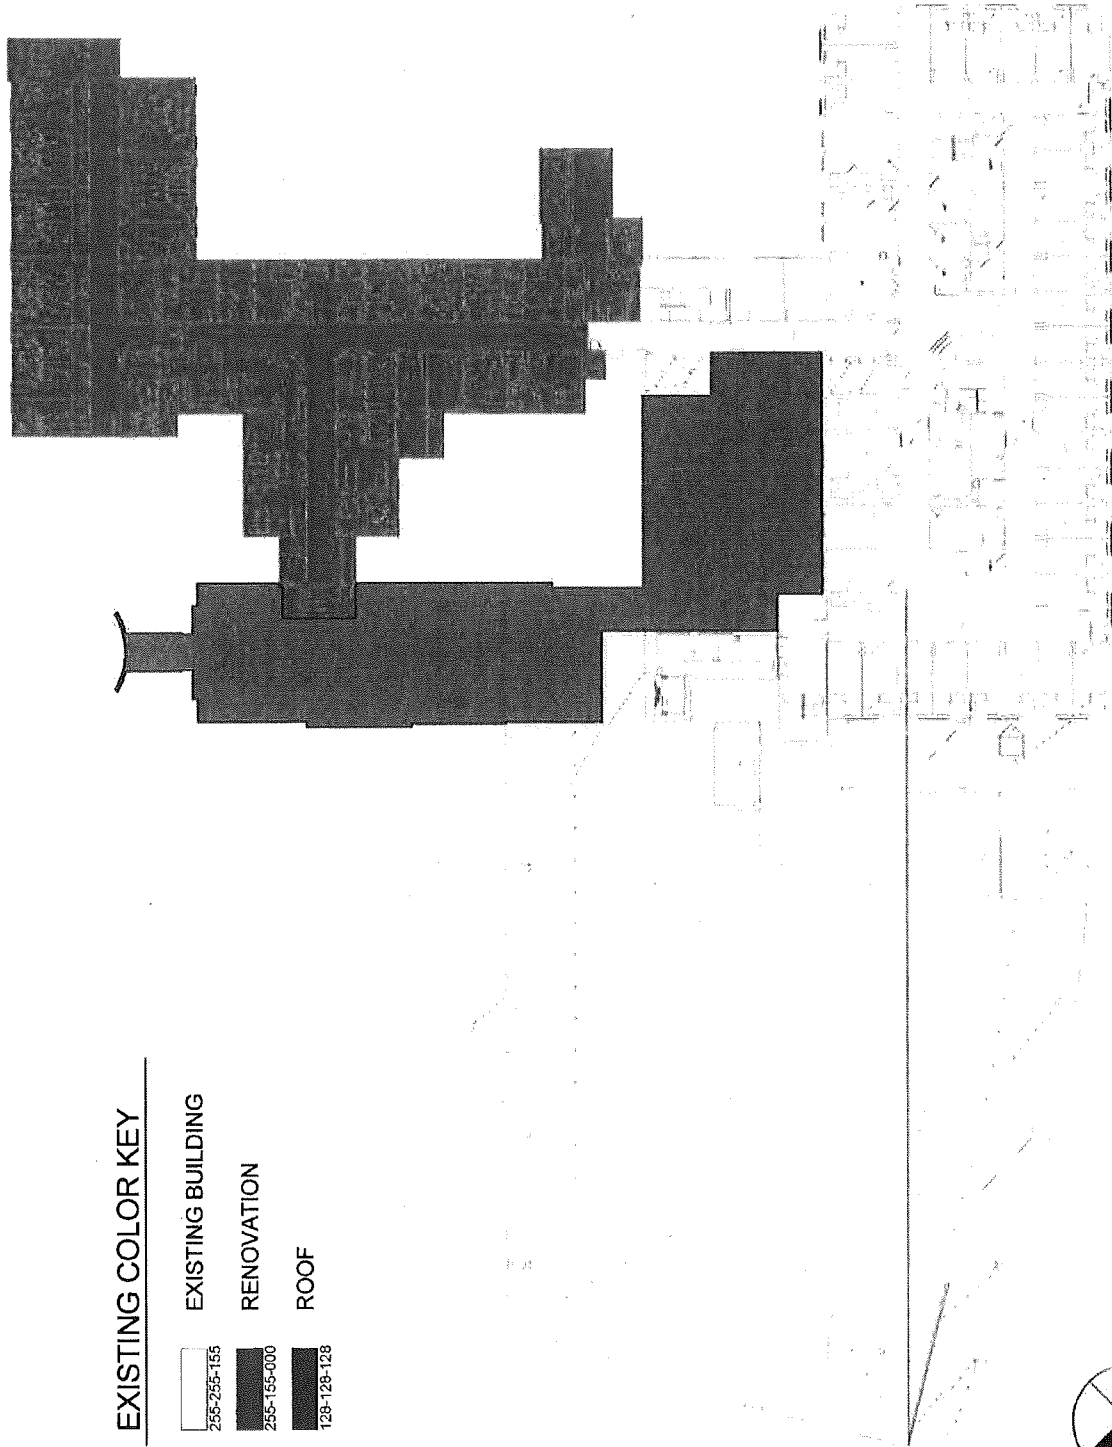 EXISTING COLOR KEY
255-255-155
EXISTING BUILDING
255-155-000
RENOVATION
128-128-128
ROOF